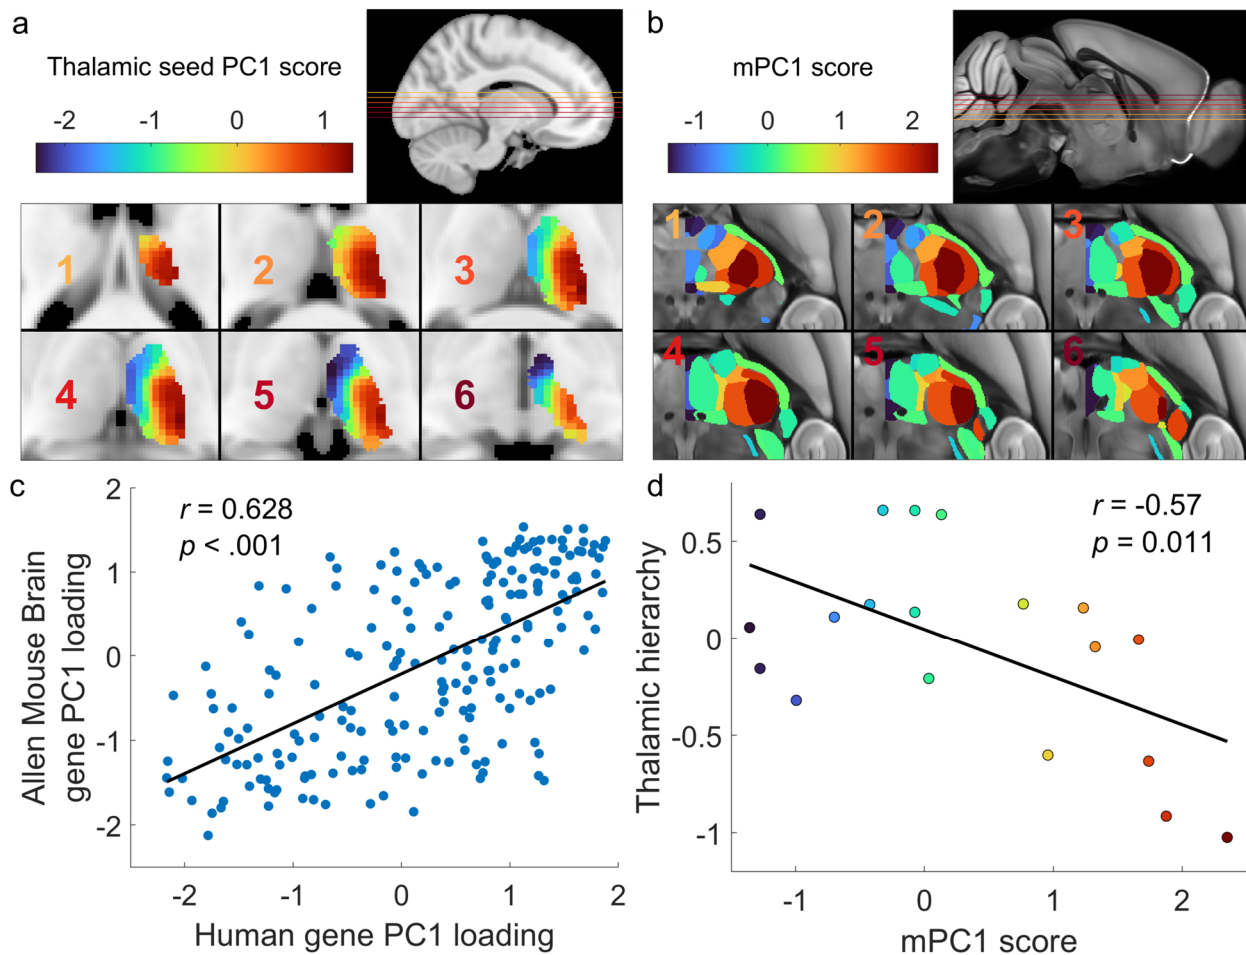 a
Thalamic seed PC1 score
-2 -1 0 1
1 2 3
4 5 6
b
mPC1 score
-1 0 1 2
1 2 3
4 5 6
c
r = 0.628
p < .001
2
1
0
-1
-2
Allen Mouse Brain
gene PC1 loading
-2 -1 0 1 2
Human gene PC1 loading
d
r = -0.57
p = 0.011
0.5
0
-0.5
-1
Thalamic hierarchy
-1 0 1 2
mPC1 score